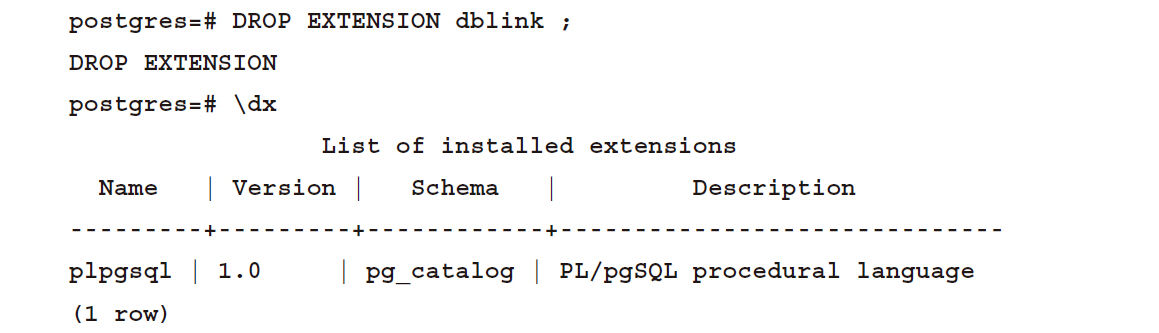 postgres=# DROP EXTENSION dblink ;
DROP EXTENSION
postgres=# \dx
                 List of installed extensions
  Name   | Version |   Schema   |         Description
---------+---------+------------+------------------------------
plpgsql | 1.0     | pg_catalog | PL/pgSQL procedural language
(1 row)